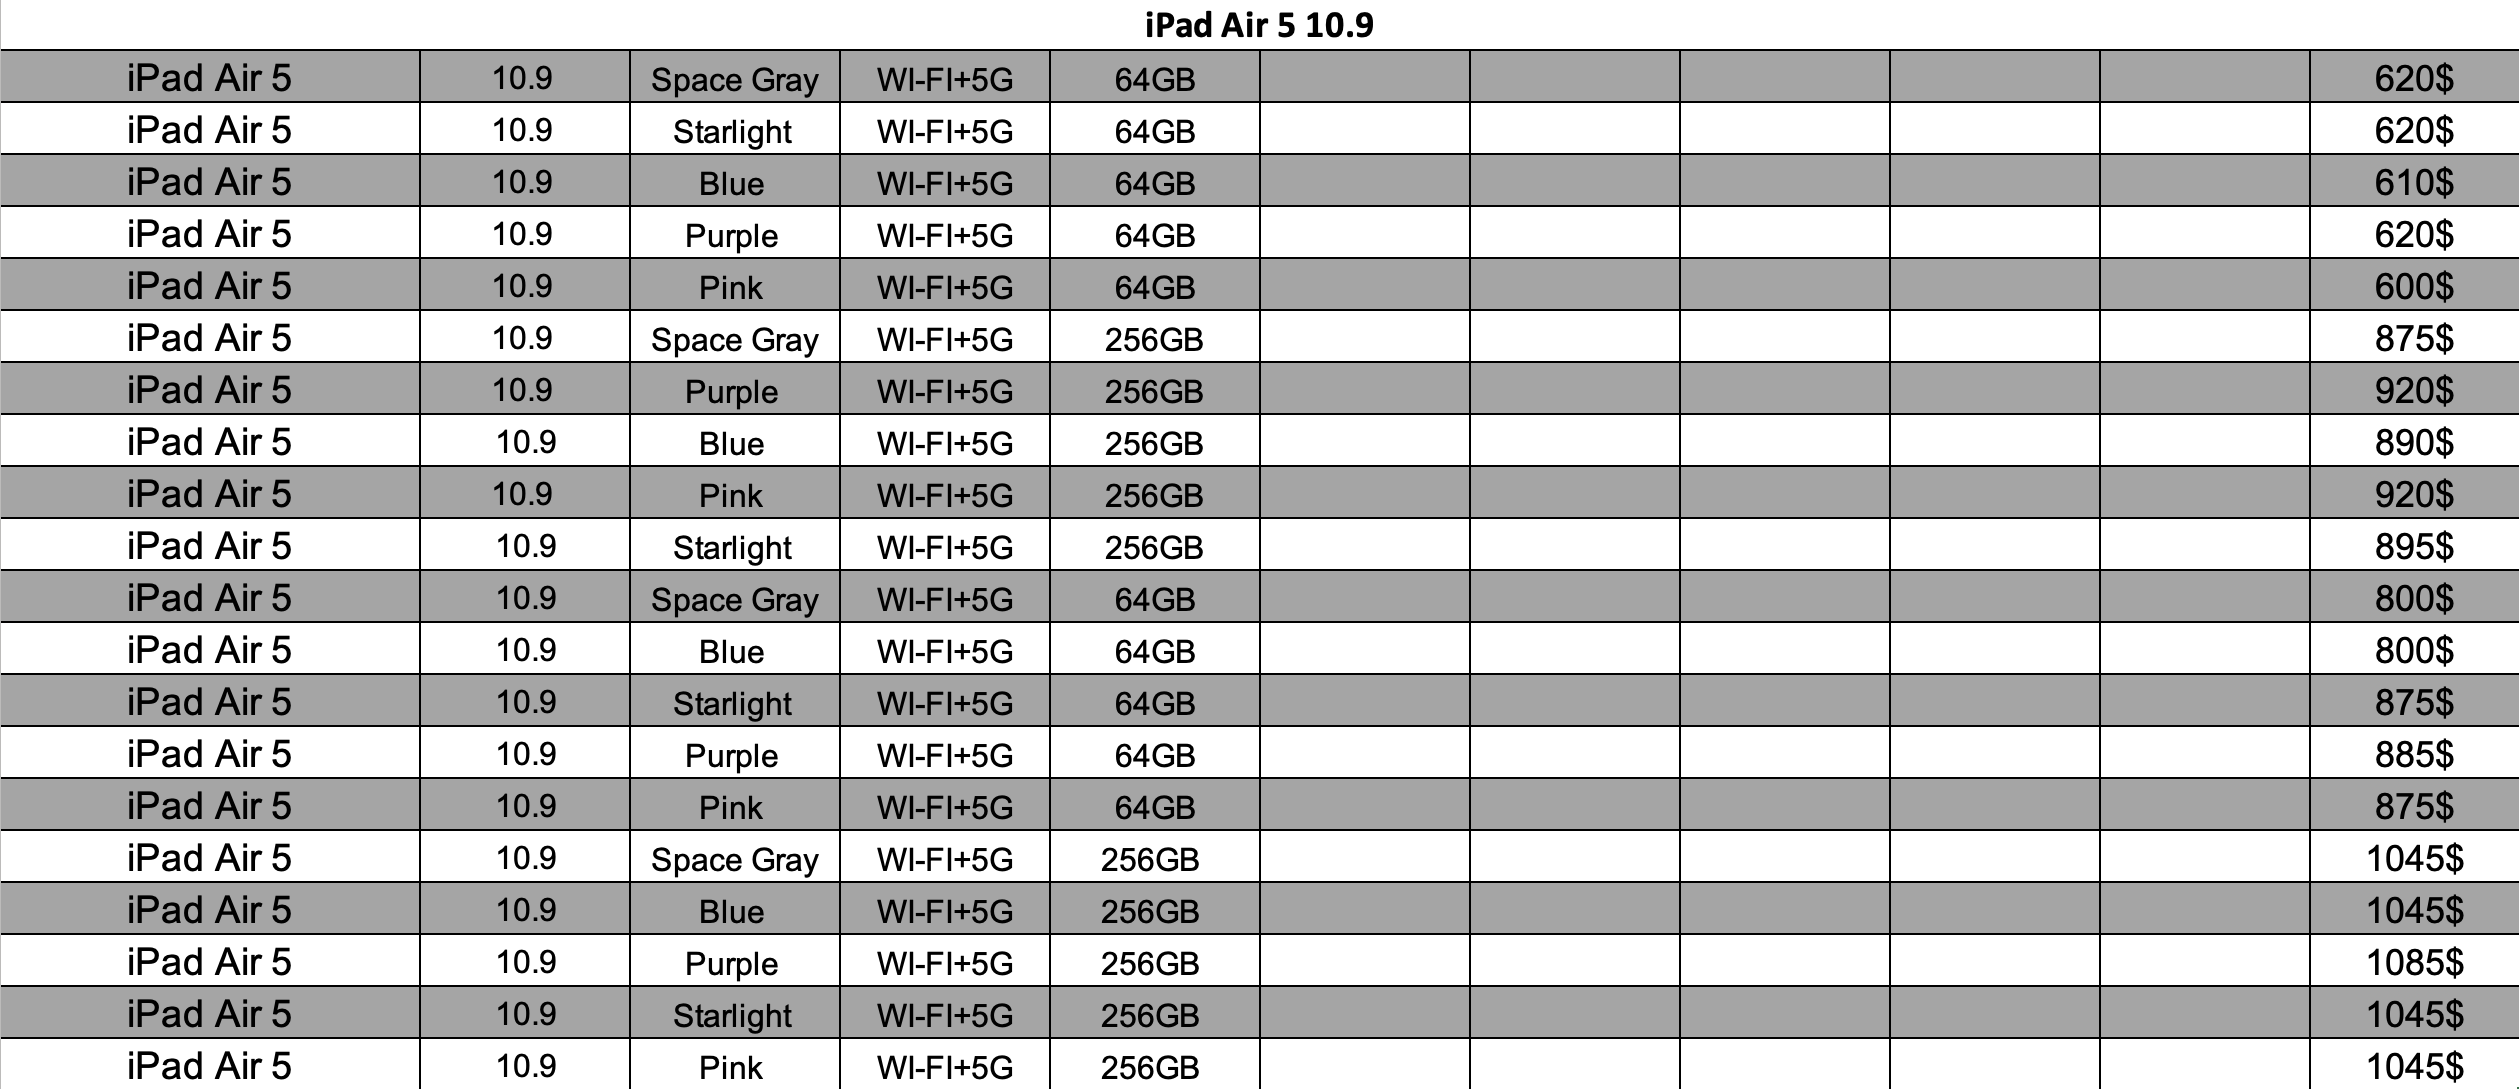 iPad Air 5 10.9
iPad Air 5 10.9 Space Gray WI-FI+5G 64GB 620$
iPad Air 5 10.9 Starlight WI-FI+5G 64GB 620$
iPad Air 5 10.9 Blue WI-FI+5G 64GB 610$
iPad Air 5 10.9 Purple WI-FI+5G 64GB 620$
iPad Air 5 10.9 Pink WI-FI+5G 64GB 600$
iPad Air 5 10.9 Space Gray WI-FI+5G 256GB 875$
iPad Air 5 10.9 Purple WI-FI+5G 256GB 920$
iPad Air 5 10.9 Blue WI-FI+5G 256GB 890$
iPad Air 5 10.9 Pink WI-FI+5G 256GB 920$
iPad Air 5 10.9 Starlight WI-FI+5G 256GB 895$
iPad Air 5 10.9 Space Gray WI-FI+5G 64GB 800$
iPad Air 5 10.9 Blue WI-FI+5G 64GB 800$
iPad Air 5 10.9 Starlight WI-FI+5G 64GB 875$
iPad Air 5 10.9 Purple WI-FI+5G 64GB 885$
iPad Air 5 10.9 Pink WI-FI+5G 64GB 875$
iPad Air 5 10.9 Space Gray WI-FI+5G 256GB 1045$
iPad Air 5 10.9 Blue WI-FI+5G 256GB 1045$
iPad Air 5 10.9 Purple WI-FI+5G 256GB 1085$
iPad Air 5 10.9 Starlight WI-FI+5G 256GB 1045$
iPad Air 5 10.9 Pink WI-FI+5G 256GB 1045$